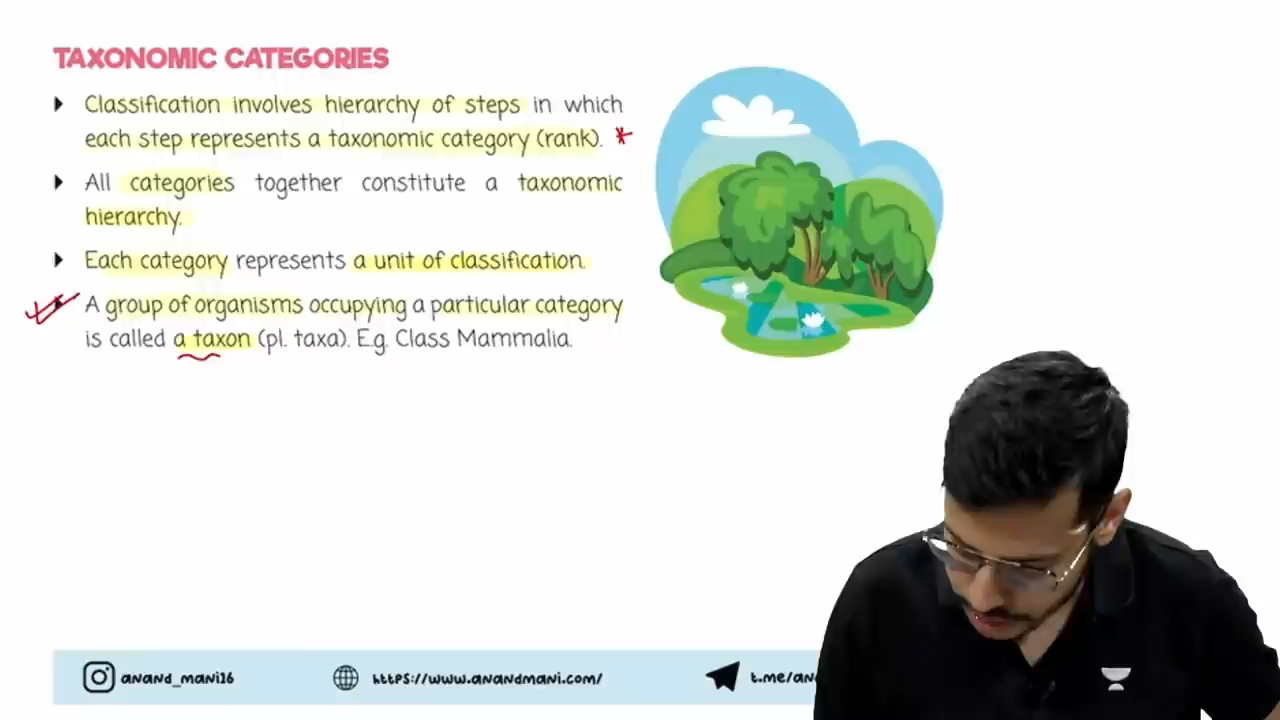 TAXONOMIC CATEGORIES
Classification involves hierarchy of steps in which
each step represents a taxonomic category (rank). *
All categories together constitute a taxonomic
hierarchy.
Each category represents a unit of classification.
A group of organisms occupying a particular category
is called a taxon (pl. taxa). E.g. Class Mammalia.
anand_mani16 https://www.anandmani.com/